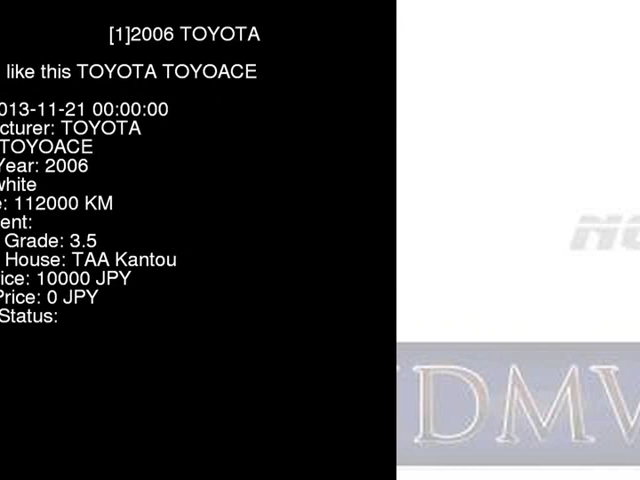 [1]2006 TOYOTA
like this TOYOTA TOYOACE
013-11-21 00:00:00
cturer: TOYOTA
TOYOACE
Year: 2006
white
e: 112000 KM
ent:
Grade: 3.5
House: TAA Kantou
ice: 10000 JPY
Price: 0 JPY
Status:
DMV